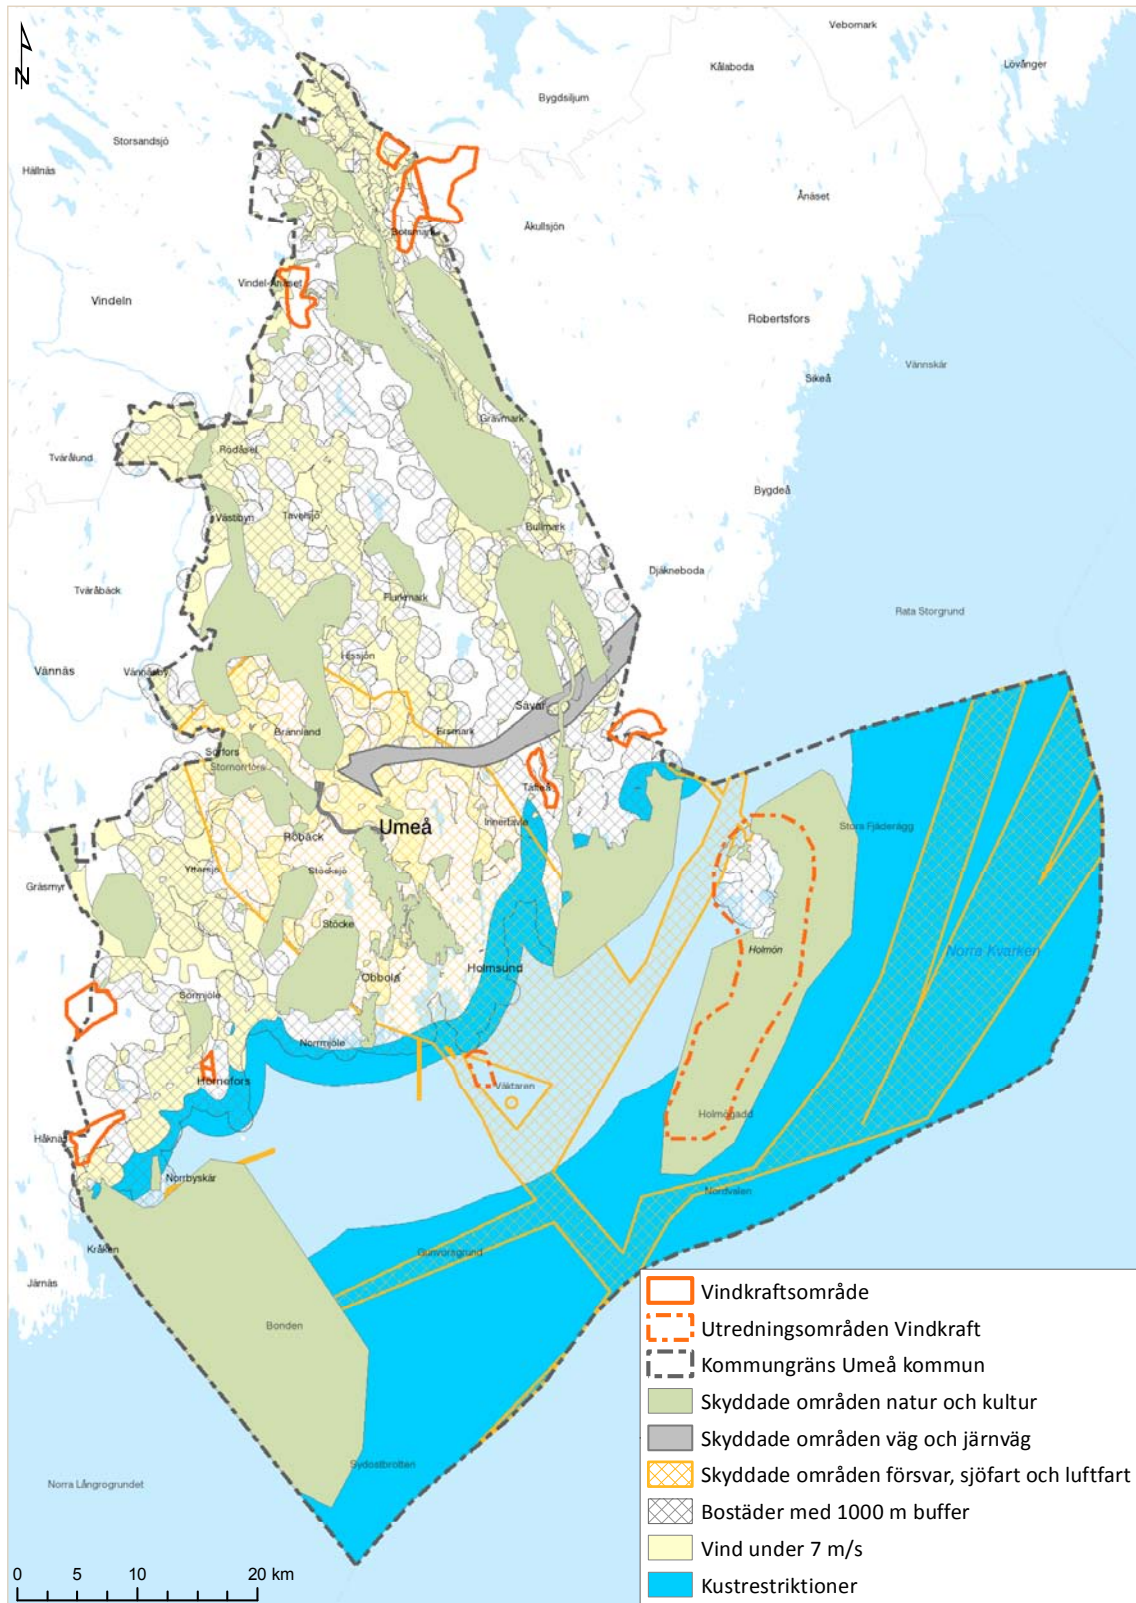 N
Vebomark
Kålaboda
Lövånger
Bygdsiljum
Storsandsjö
Hällnäs
Ånäset
Åkullsjön
Botsmark
Vindel-Ånäset
Vindeln
Robertsfors
Vännskär
Sikeå
Gravmark
Tvärålund
Rödåset
Bygdeå
Västibyn
Tavelsjö
Bullmark
Djäkneboda
Tväråbäck
Flurkmark
Rata Storgrund
Hissjön
Vännäs
Vännäsby
Sävar
Brännland
Ersmark
Sörfors
Stornorrfors
Täfteå
Innertavle
Umeå
Röbäck
Stora Fjäderägg
Yttersjö
Stöcksjö
Gräsmyr
Stöcke
Holmön
Norra Kvarken
Holmsund
Obbola
Sörmjöle
Norrmjöle
Hörnefors
Väktaren
Holmögadd
Håknäs
Norrbyskär
Nordvalen
Kråken
Gunvorsgrund
Järnäs
Bonden
Sydostbrotten
Norra Långrogrundet
0 5 10 20 km
Vindkraftsområde
Utredningsområden Vindkraft
Kommungräns Umeå kommun
Skyddade områden natur och kultur
Skyddade områden väg och järnväg
Skyddade områden försvar, sjöfart och luftfart
Bostäder med 1000 m buffer
Vind under 7 m/s
Kustrestriktioner